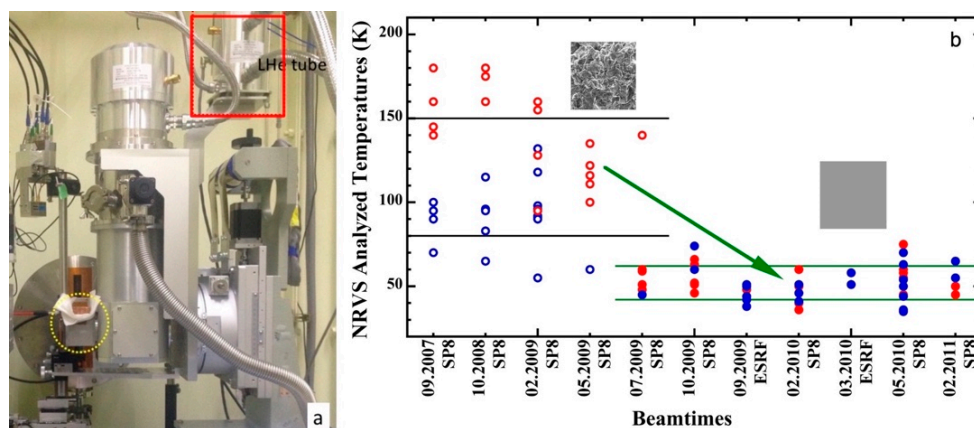 LHe tube
a
b
NRVS Analyzed Temperatures (K)
200
150
100
50
09.2007
SP8
10.2008
SP8
02.2009
SP8
05.2009
SP8
07.2009
SP8
10.2009
SP8
09.2009
ESRF
02.2010
SP8
03.2010
ESRF
05.2010
SP8
02.2011
SP8
Beamtimes